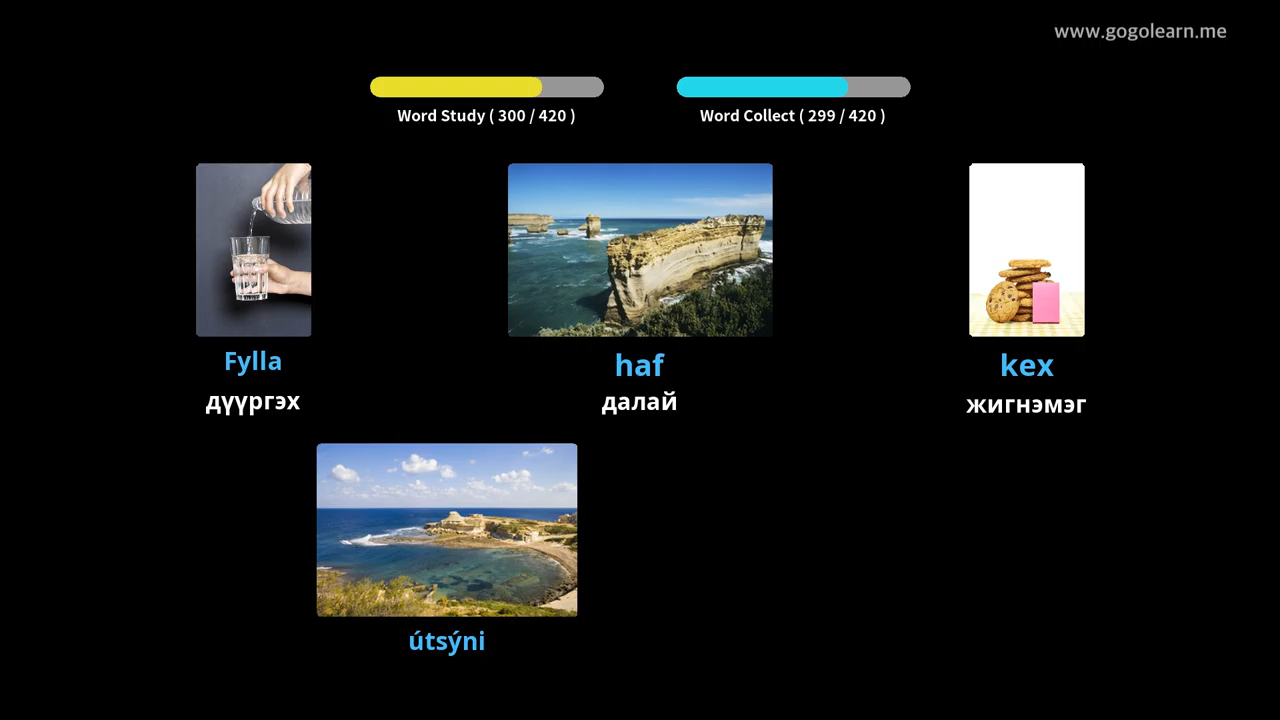 www.gogolearn.me
Word Study ( 300 / 420 )
Word Collect ( 299 / 420 )
Fylla
haf
kex
дүүргэх
далай
жигнэмэг
útsýni